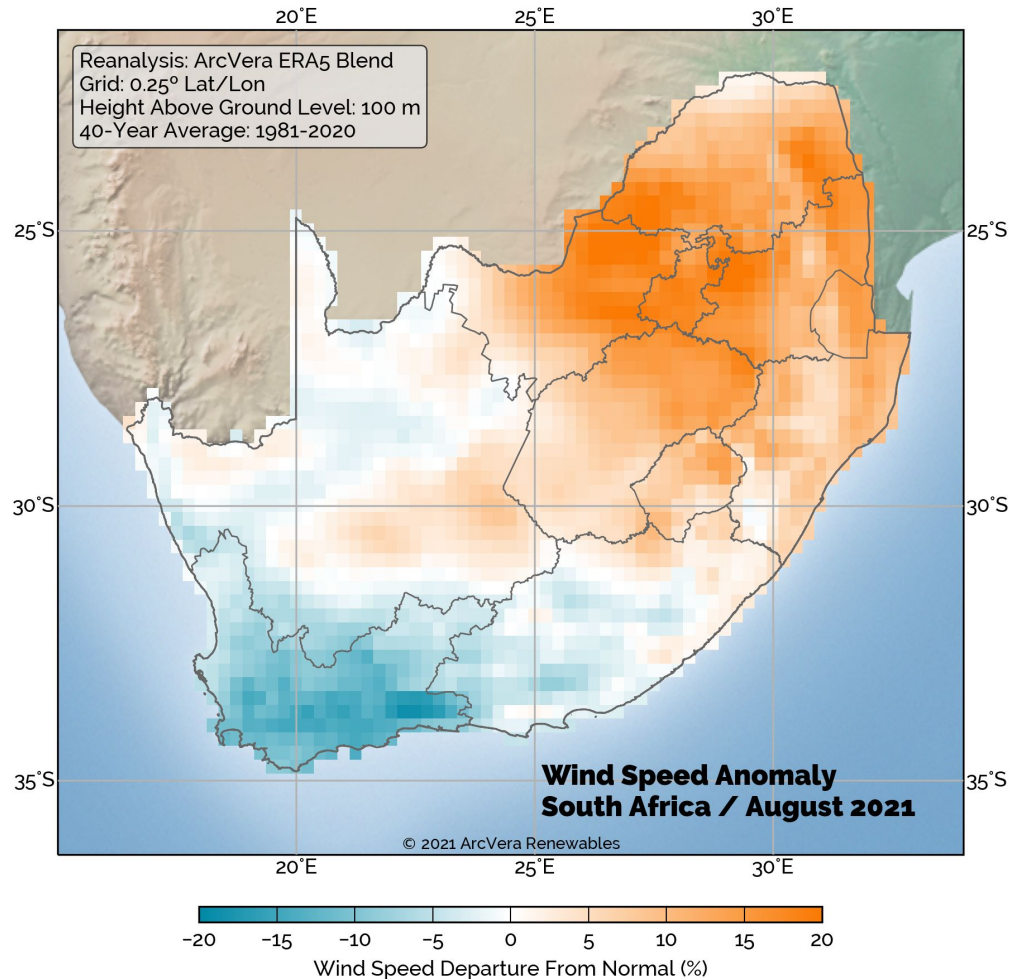 20°E 25°E 30°E
Reanalysis: ArcVera ERA5 Blend
Grid: 0.25º Lat/Lon
Height Above Ground Level: 100 m
40-Year Average: 1981-2020
25°S 25°S
30°S 30°S
35°S 35°S
Wind Speed Anomaly
South Africa / August 2021
© 2021 ArcVera Renewables
20°E 25°E 30°E
−20 −15 −10 −5 0 5 10 15 20
Wind Speed Departure From Normal (%)